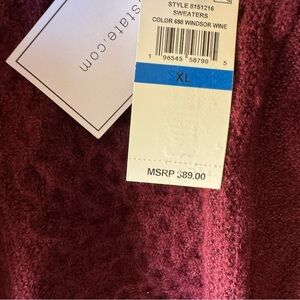 state.com
STYLE 8151216
SWEATERS
COLOR 696 WINDSOR WINE
1 96545 58790 5
XL
MSRP $89.00